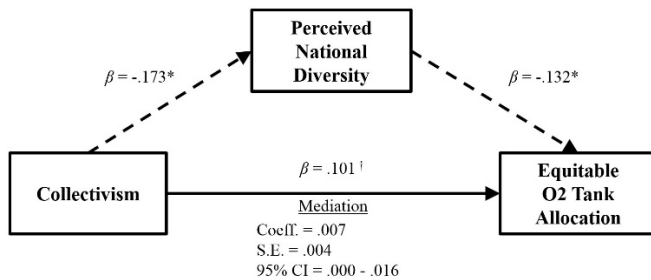 Perceived
National
Diversity
β = -.173*
β = -.132*
Collectivism
β = .101 †
Equitable
O2 Tank
Allocation
Mediation
Coeff. = .007
S.E. = .004
95% CI = .000 - .016